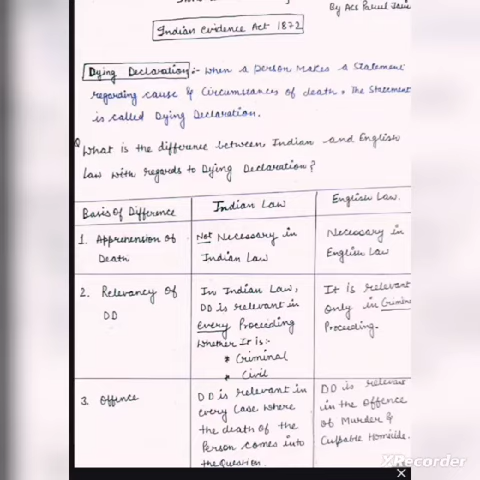 By Acs Parul Jain
Indian Evidence Act 1872
Dying Declaration :- When a person makes a statement
regarding cause & circumstances of death. The statement
is called Dying Declaration.
Q What is the difference between Indian and English
Law with regards to Dying Declaration?
Basis of Difference
Indian Law
English Law.
1. Apprehension of
Death
Not Necessary in
Indian Law
Necessary in
English Law
2. Relevancy of
DD
In Indian Law,
DD is relevant in
Every Proceeding
whether It is :-
* Criminal
* Civil
It is relevant
Only in Crimina
Proceeding.
3. Offence
DD is relevant in
every case where
the death of the
Person comes into
the question.
DD is relevant
in the offence
of Murder &
Culpable Homicide.
XRecorder